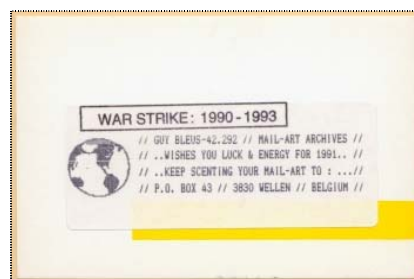 WAR STRIKE: 1990-1993
// GUY BLEUS-42.292 // MAIL-ART ARCHIVES //
// ..WISHES YOU LUCK & ENERGY FOR 1991.. //
// ..KEEP SCENTING YOUR MAIL-ART TO : ...//
// P.O. BOX 43 // 3830 WELLEN // BELGIUM //